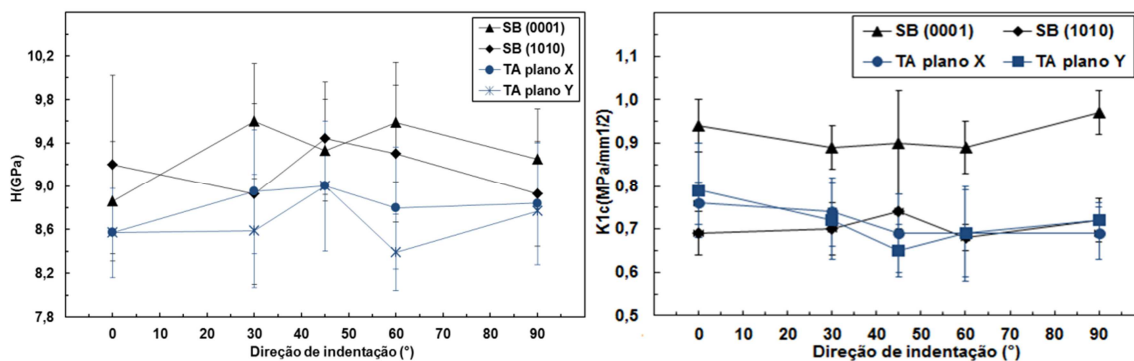 SB (0001)
SB (1010)
TA plano X
TA plano Y
10,2
9,8
9,4
9,0
8,6
8,2
7,8
H(GPa)
0 10 20 30 40 50 60 70 80 90
Direção de indentação (°)
SB (0001) SB (1010)
TA plano X TA plano Y
1,1
1,0
0,9
0,8
0,7
0,6
0,5
K1c(MPa/mm1/2)
0 10 20 30 40 50 60 70 80 90
Direção de indentação (°)